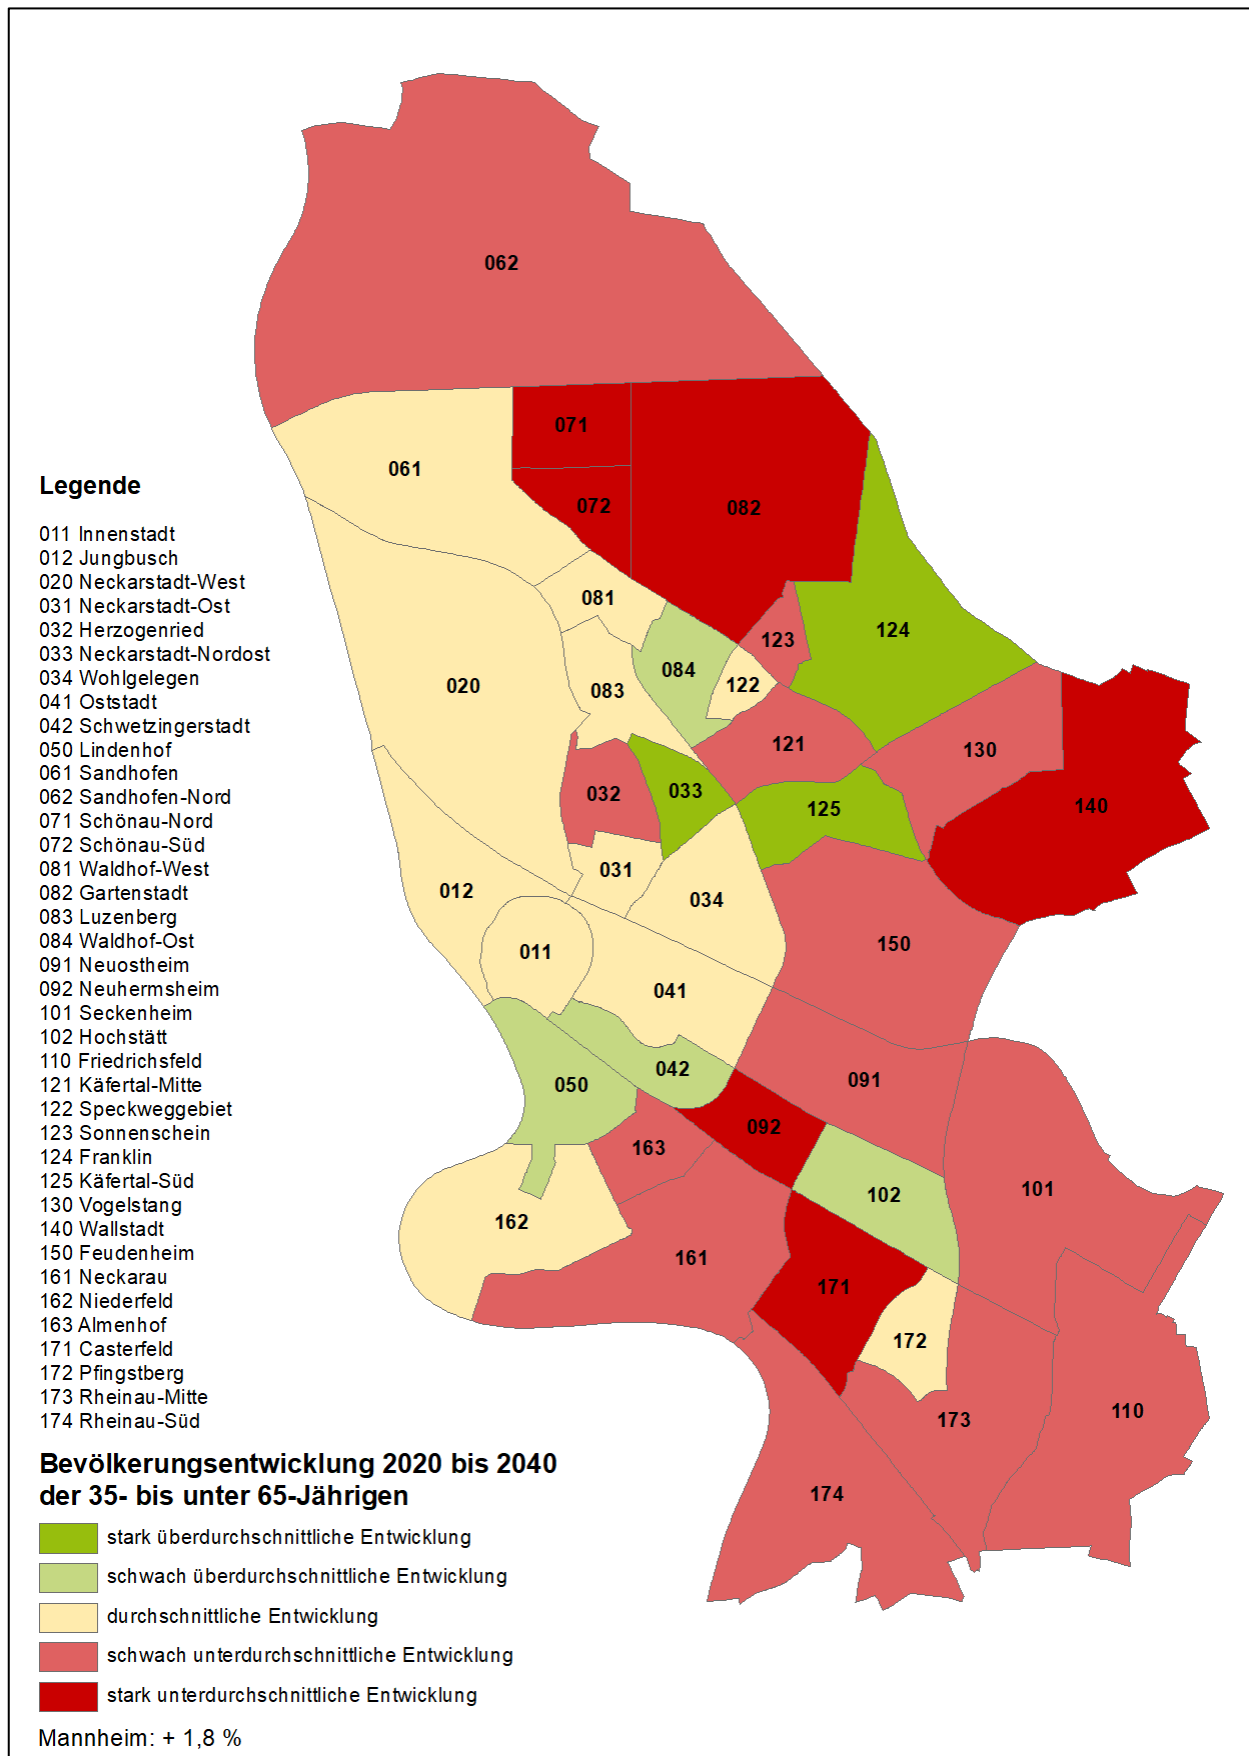 062
071
061
072
082
081
124
123
084
020
122
083
121
130
032
033
125
140
031
012
034
011
150
041
042
091
050
092
163
102
101
162
161
171
172
110
173
174
Legende
011 Innenstadt
012 Jungbusch
020 Neckarstadt-West
031 Neckarstadt-Ost
032 Herzogenried
033 Neckarstadt-Nordost
034 Wohlgelegen
041 Oststadt
042 Schwetzingerstadt
050 Lindenhof
061 Sandhofen
062 Sandhofen-Nord
071 Schönau-Nord
072 Schönau-Süd
081 Waldhof-West
082 Gartenstadt
083 Luzenberg
084 Waldhof-Ost
091 Neuostheim
092 Neuhermsheim
101 Seckenheim
102 Hochstätt
110 Friedrichsfeld
121 Käfertal-Mitte
122 Speckweggebiet
123 Sonnenschein
124 Franklin
125 Käfertal-Süd
130 Vogelstang
140 Wallstadt
150 Feudenheim
161 Neckarau
162 Niederfeld
163 Almenhof
171 Casterfeld
172 Pfingstberg
173 Rheinau-Mitte
174 Rheinau-Süd
Bevölkerungsentwicklung 2020 bis 2040
der 35- bis unter 65-Jährigen
stark überdurchschnittliche Entwicklung
schwach überdurchschnittliche Entwicklung
durchschnittliche Entwicklung
schwach unterdurchschnittliche Entwicklung
stark unterdurchschnittliche Entwicklung
Mannheim: + 1,8 %